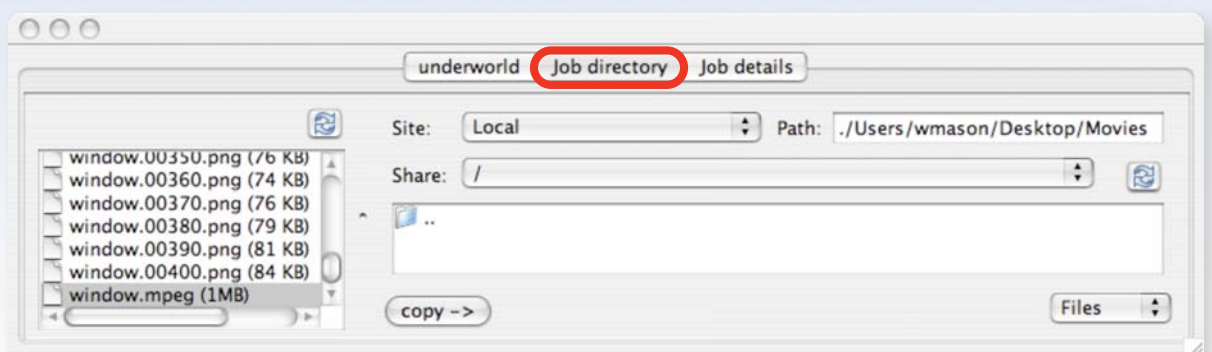 underworld Job directory Job details
Site: Local Path: ./Users/wmason/Desktop/Movies
Share: /
window.00350.png (76 KB)
window.00360.png (74 KB)
window.00370.png (76 KB)
window.00380.png (79 KB)
window.00390.png (81 KB)
window.00400.png (84 KB)
window.mpeg (1MB)
..
copy ->
Files